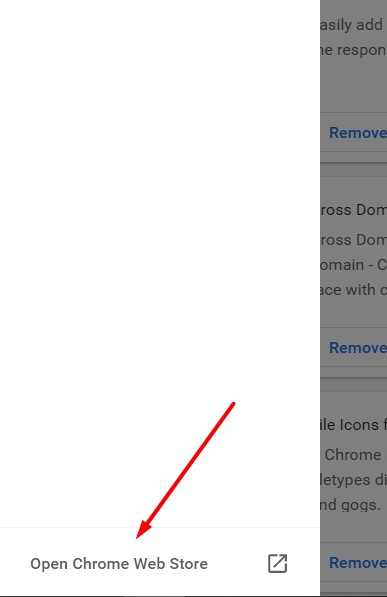 asily add
e respon
Remove
ross Dom
ross Dom
omain - C
ace with c
Remove
ile Icons f
Chrome
letypes di
nd gogs.
Remove
Open Chrome Web Store